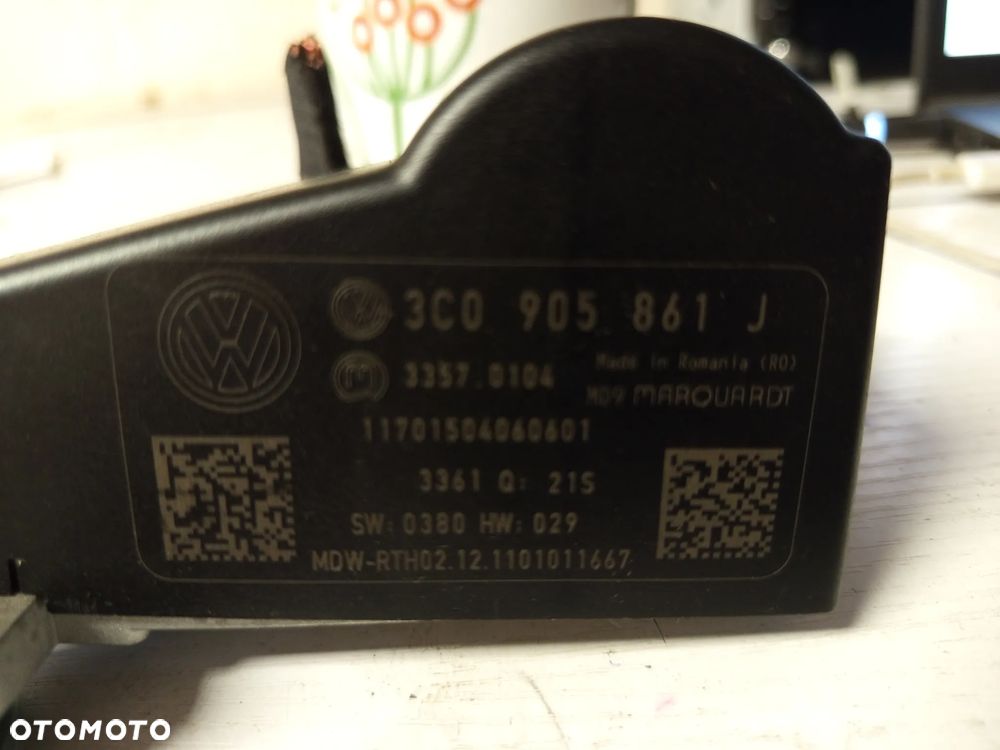 3C0 905 861 J
Made in Romania (RO)
3357.0104
MD9 MARQUARDT
11701504060601
3361 Q: 21S
SW: 0380 HW: 029
MDW-RTH02.12.1101011667
OTOMOTO